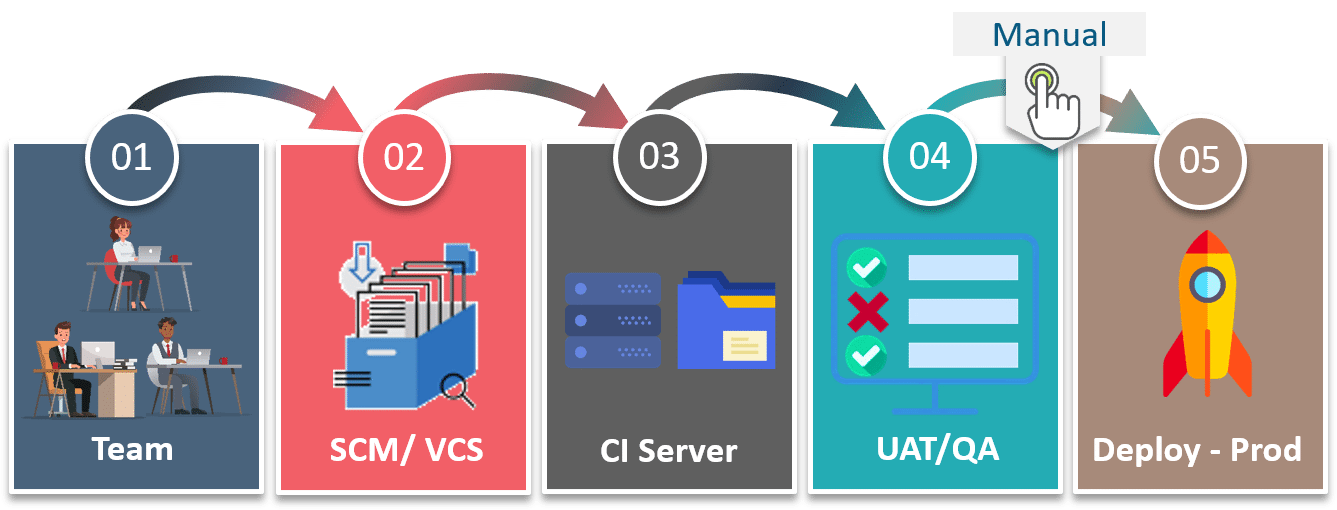 Manual
01
02
03
04
05
Team
SCM/ VCS
CI Server
UAT/QA
Deploy - Prod